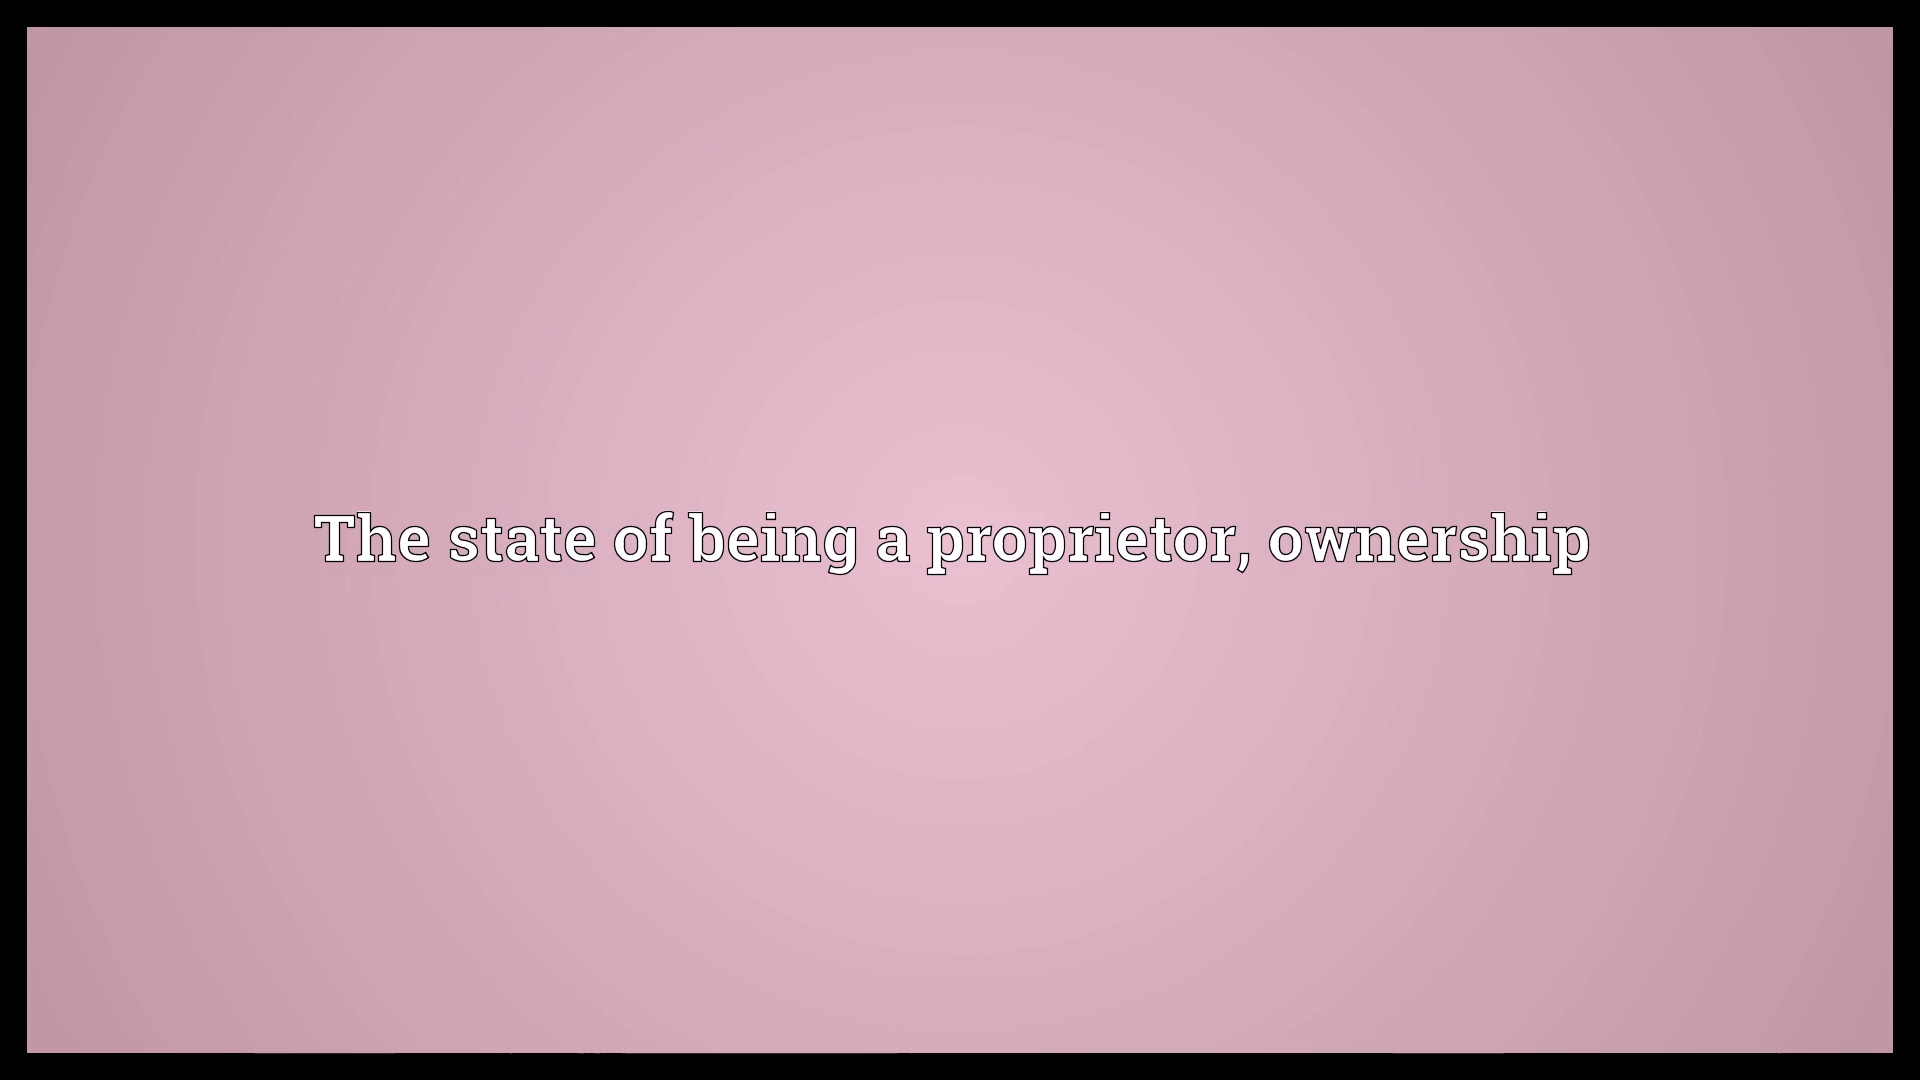 The state of being a proprietor, ownership